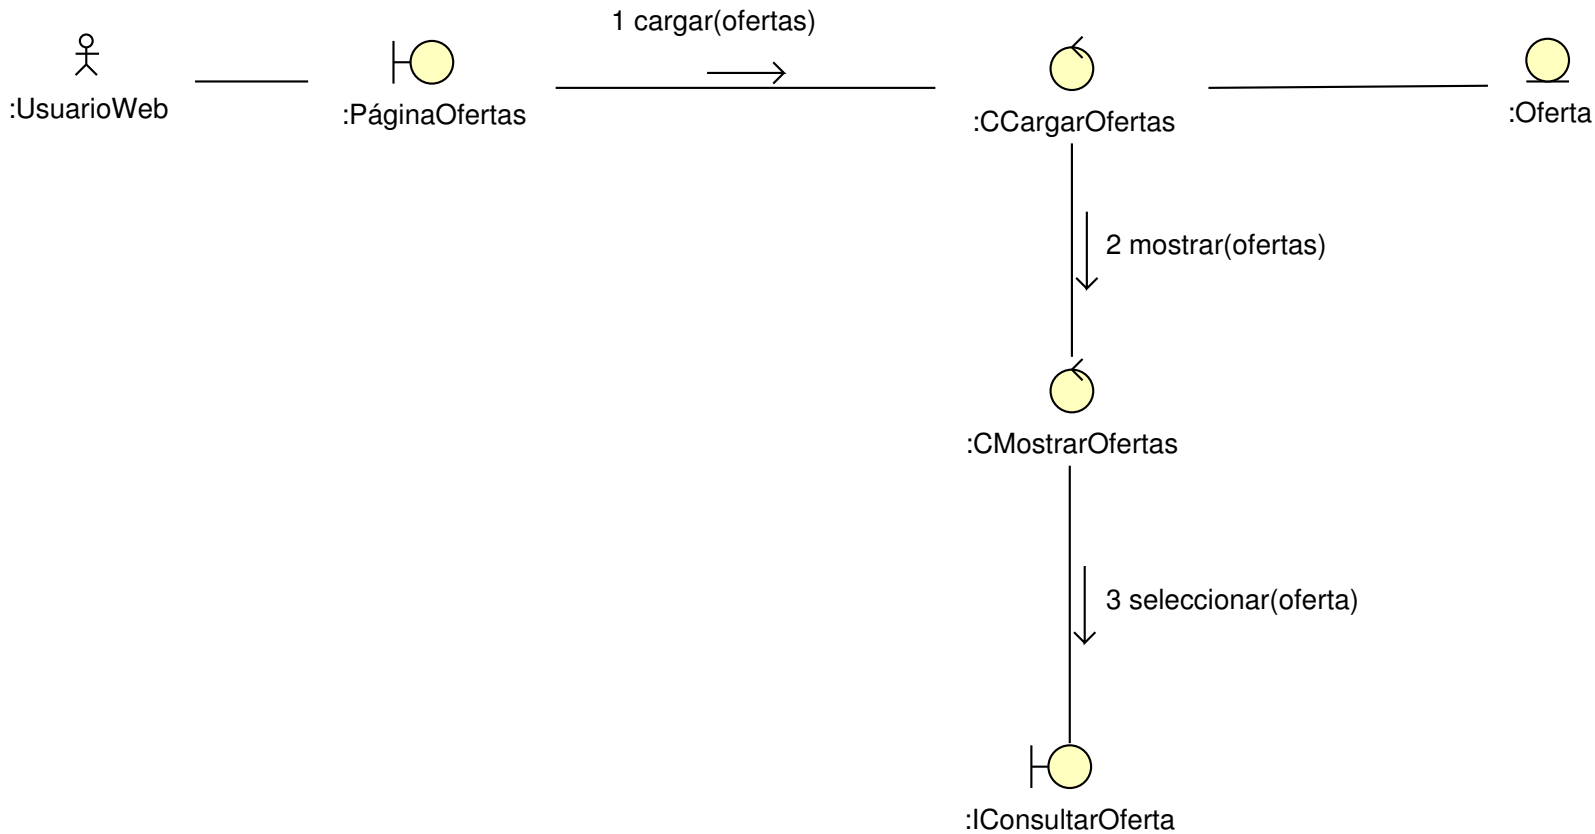 1 cargar(ofertas)
:UsuarioWeb
:PáginaOfertas
:CCargarOfertas
:Oferta
2 mostrar(ofertas)
:CMostrarOfertas
3 seleccionar(oferta)
:IConsultarOferta